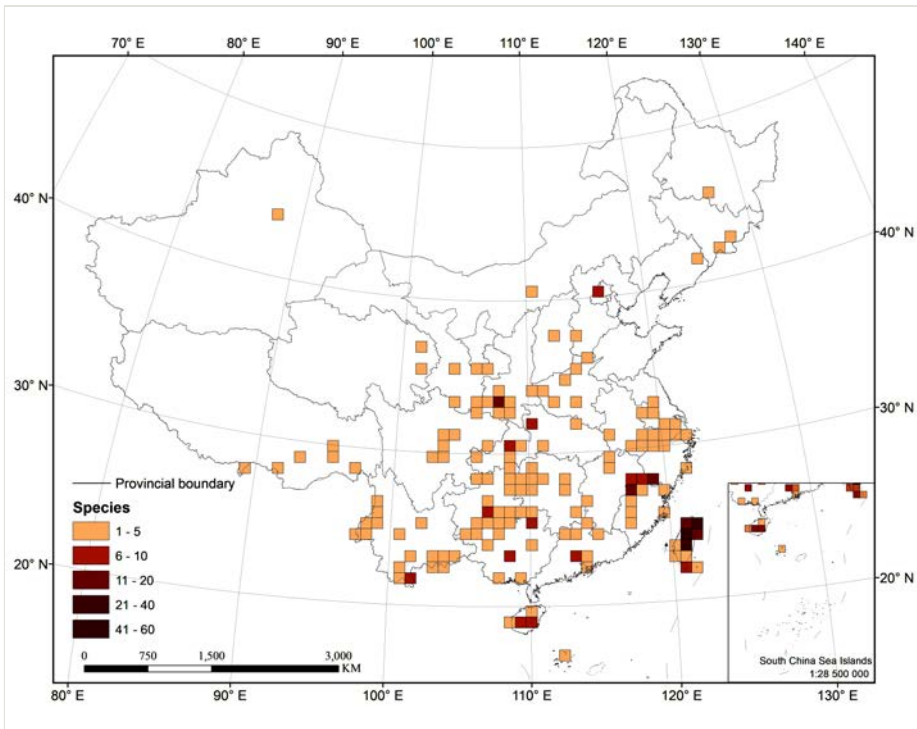 70° E 80° E 90° E 100° E 110° E 120° E 130° E 140° E
40° N
40° N
30° N
30° N
20° N
20° N
Provincial boundary
Species
1 - 5
6 - 10
11 - 20
21 - 40
41 - 60
0 750 1,500 3,000
KM
South China Sea Islands
1:28 500 000
80° E 90° E 100° E 110° E 120° E 130° E